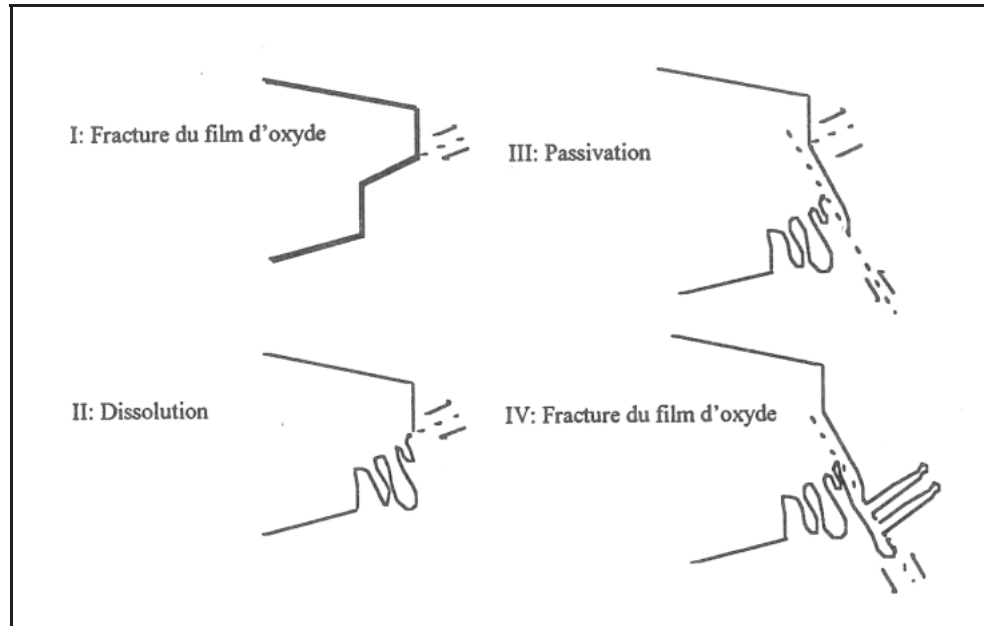 I: Fracture du film d'oxyde
III: Passivation
II: Dissolution
IV: Fracture du film d'oxyde